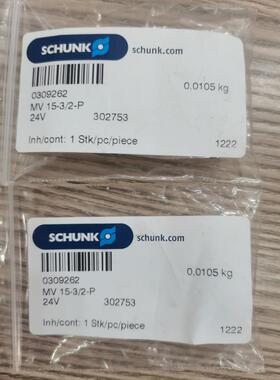 SCHUNK schunk.com
0309262 0.0105 kg
MV 15-3/2-P
24V 302753
Inh/cont: 1 Stk/pc/piece 1222
SCHUNK schunk.com
0309262 0.0105 kg
MV 15-3/2-P
24V 302753
Inh/cont: 1 Stk/pc/piece 1222